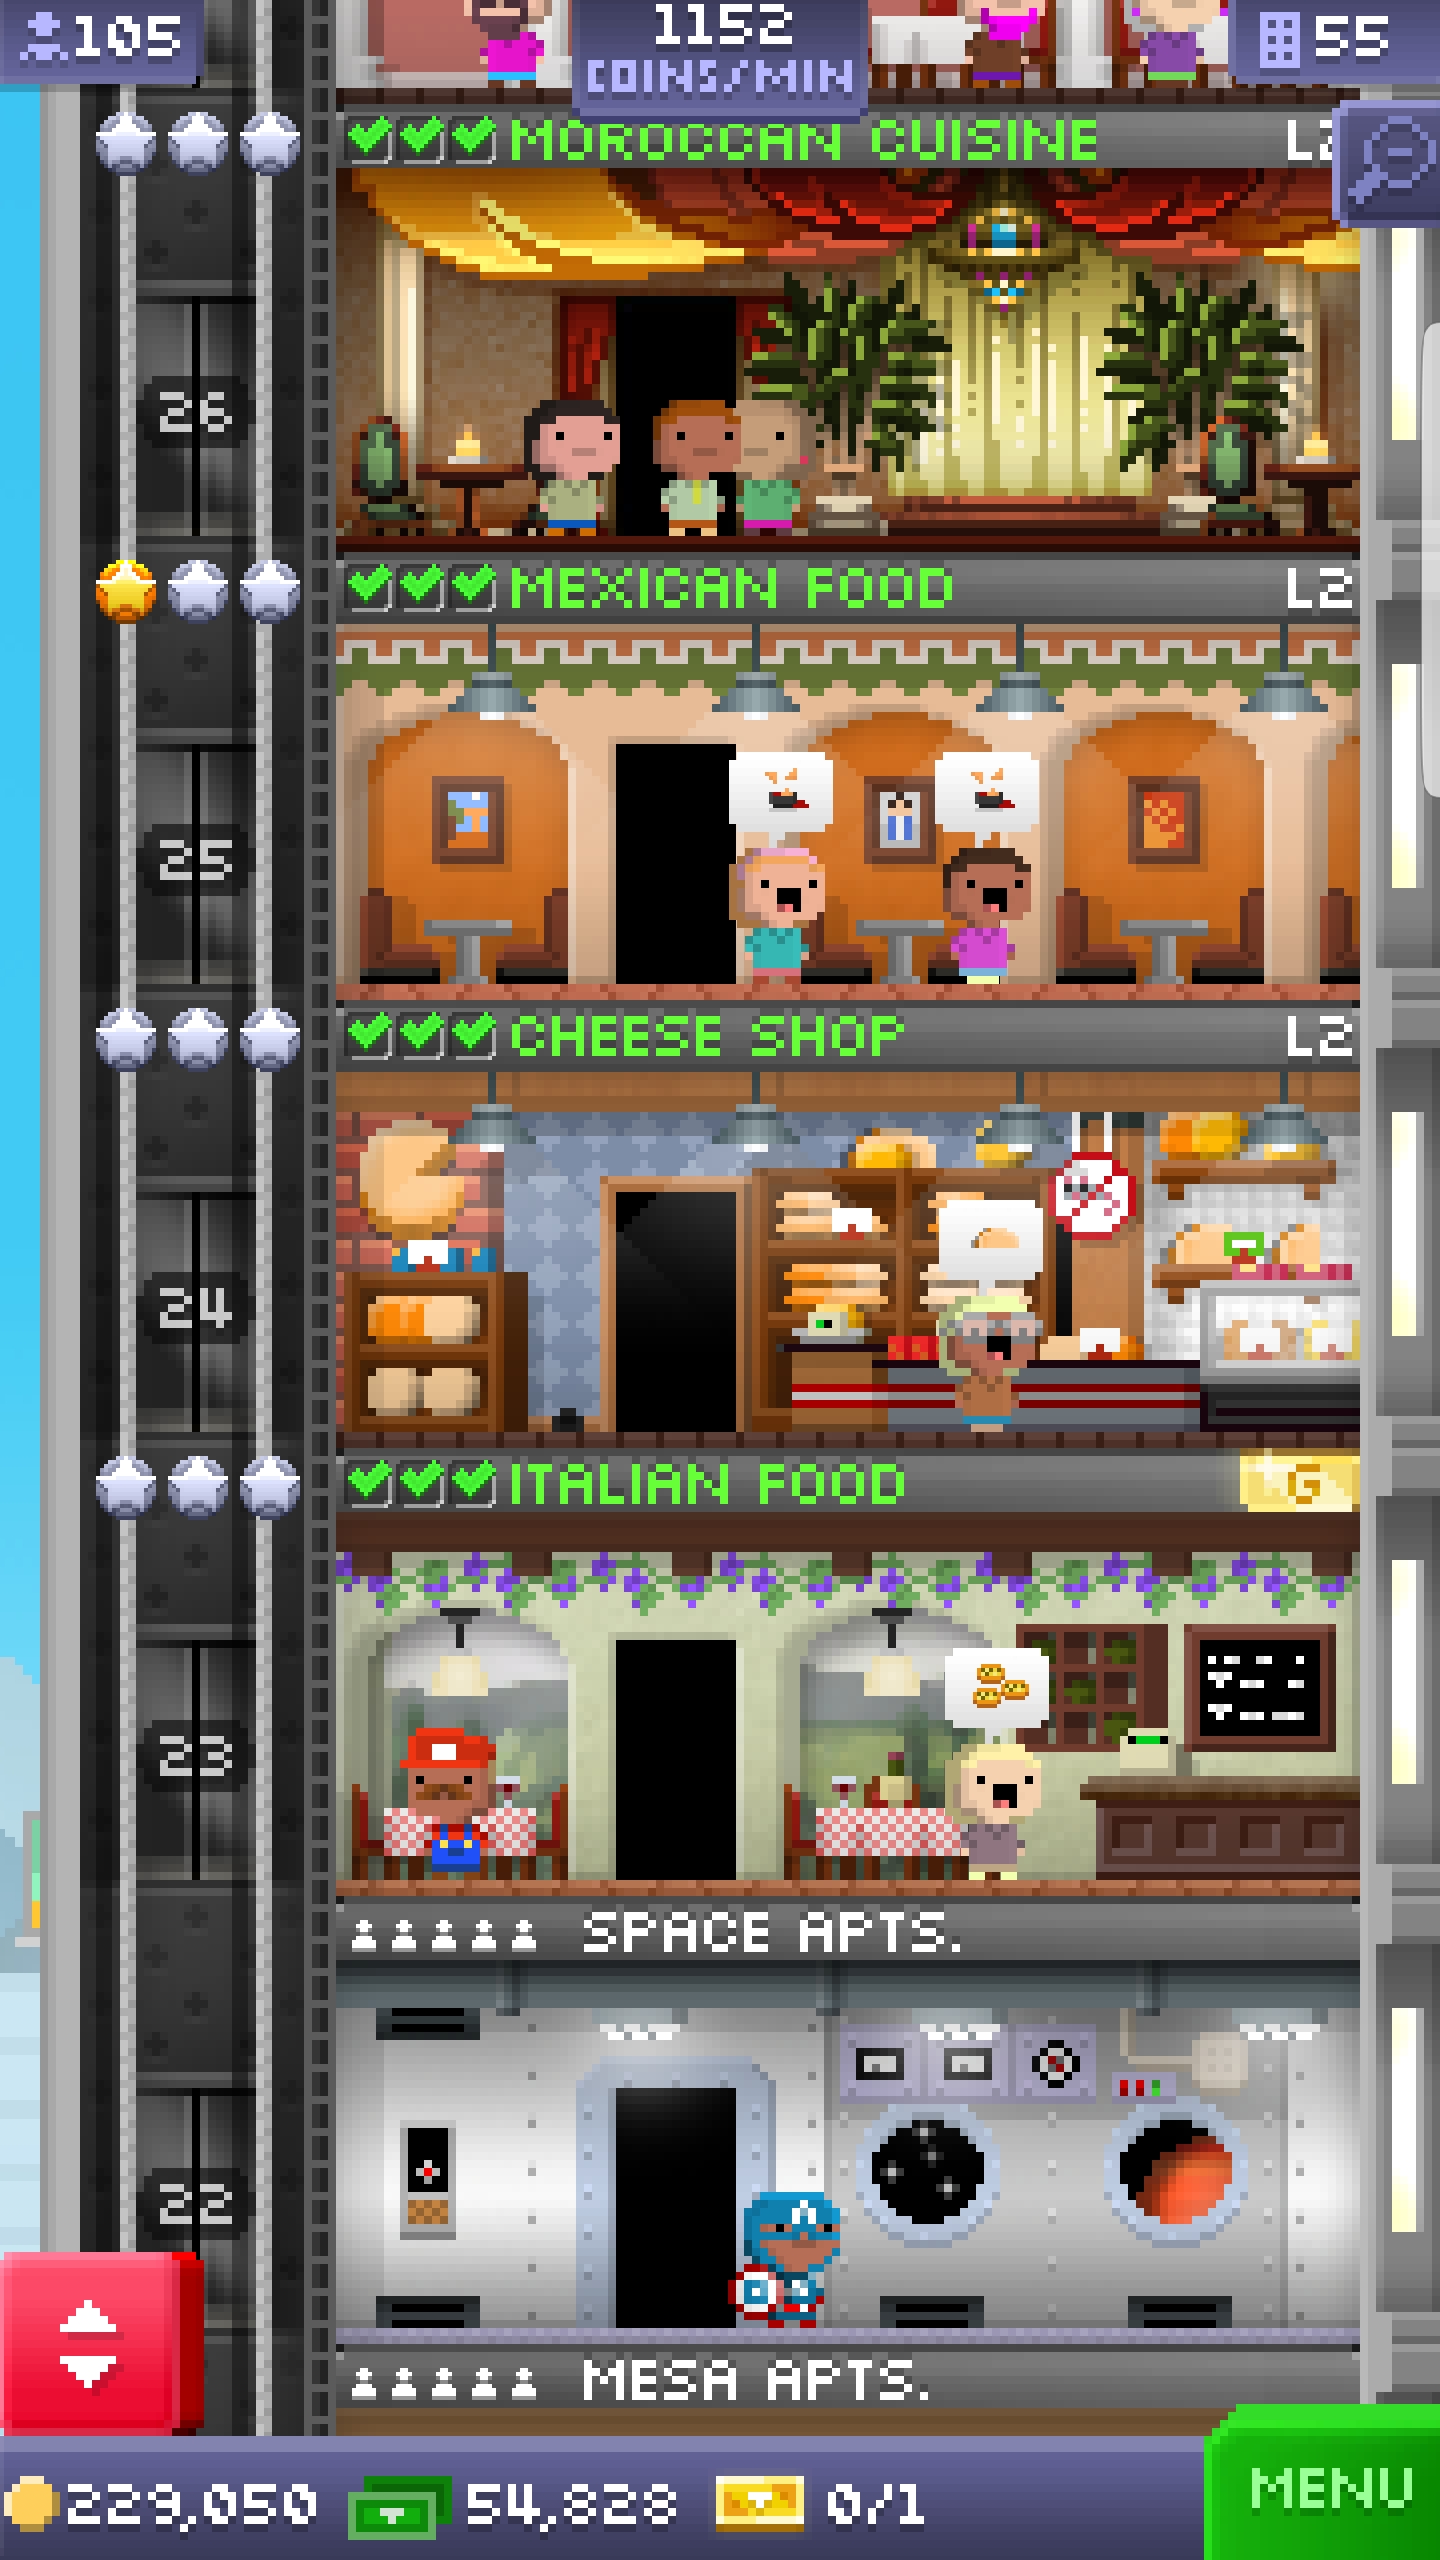 105
1152
COINS/MIN
55
MOROCCAN CUISINE
26
MEXICAN FOOD L2
25
CHEESE SHOP L2
24
ITALIAN FOOD G
23
SPACE APTS.
22
MESA APTS.
229,050 54,828 0/1
MENU